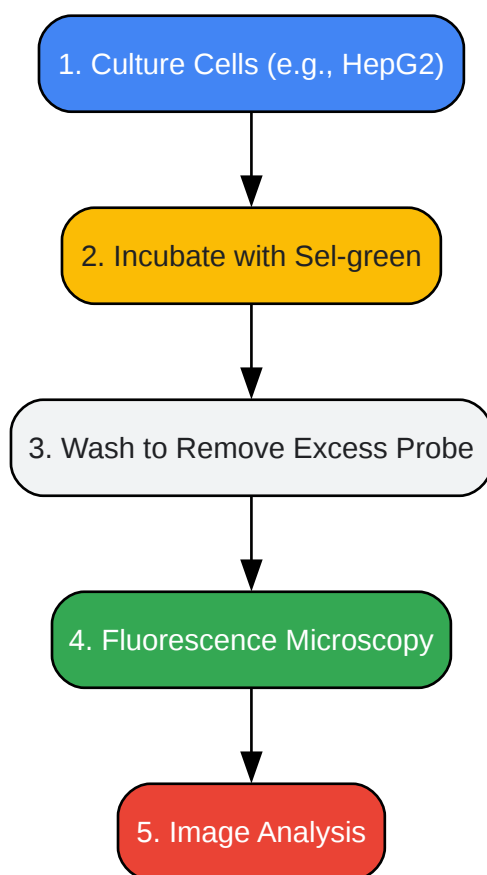 1. Culture Cells (e.g., HepG2)
2. Incubate with Sel-green
3. Wash to Remove Excess Probe
4. Fluorescence Microscopy
5. Image Analysis